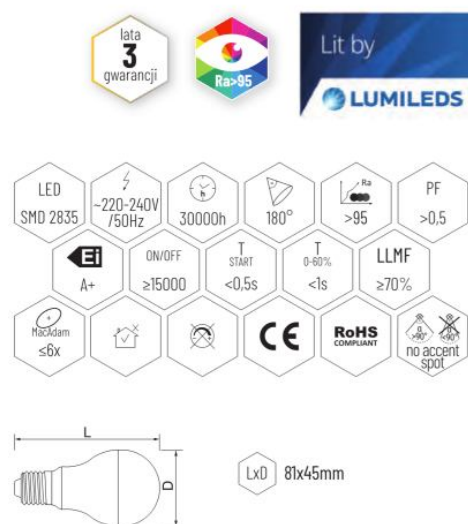 lata
3
gwarancji
Ra>95
Lit by
LUMILEDS
LED
SMD 2835
~220-240V
/50Hz
h
30000h
180°
Ra
>95
PF
>0,5
Ei
A+
ON/OFF
≥15000
T
START
<0,5s
T
0-60%
<1s
LLMF
≥70%
MacAdam
≤6x
CE
RoHS
COMPLIANT
α
>90°
α
<90°
no accent
spot
L
D
LxD
81x45mm